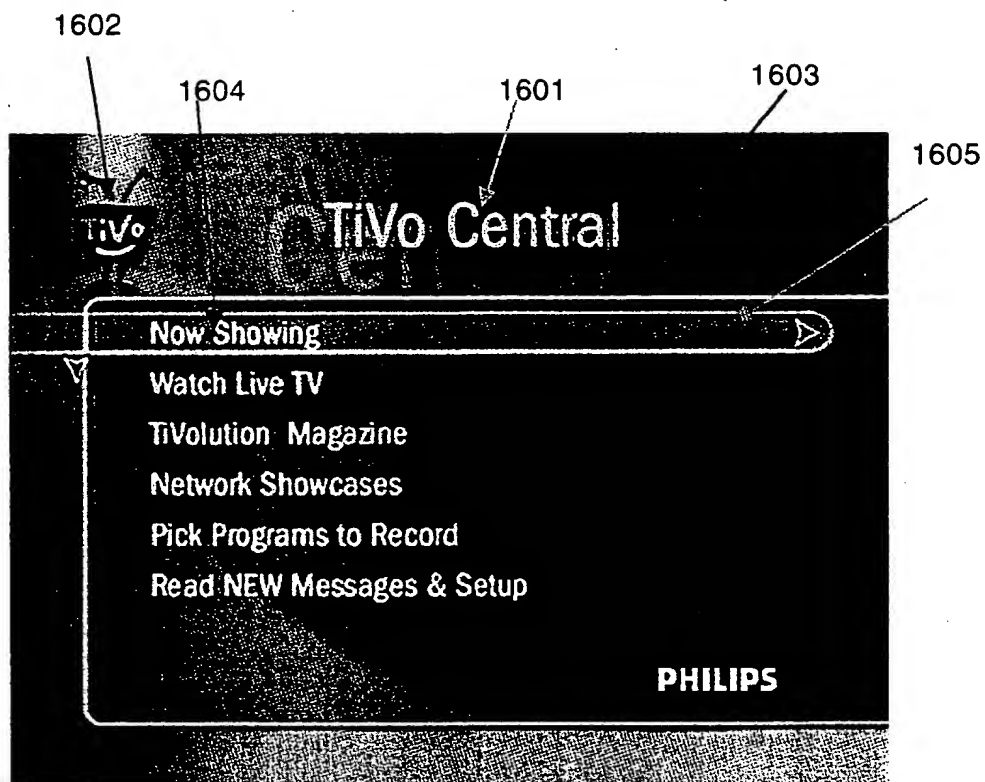 1602
1604
1601
1603
1605
TiVo
TiVo Central
Cen
Now Showing
Watch Live TV
TiVolution Magazine
Network Showcases
Pick Programs to Record
Read NEW Messages & Setup
PHILIPS